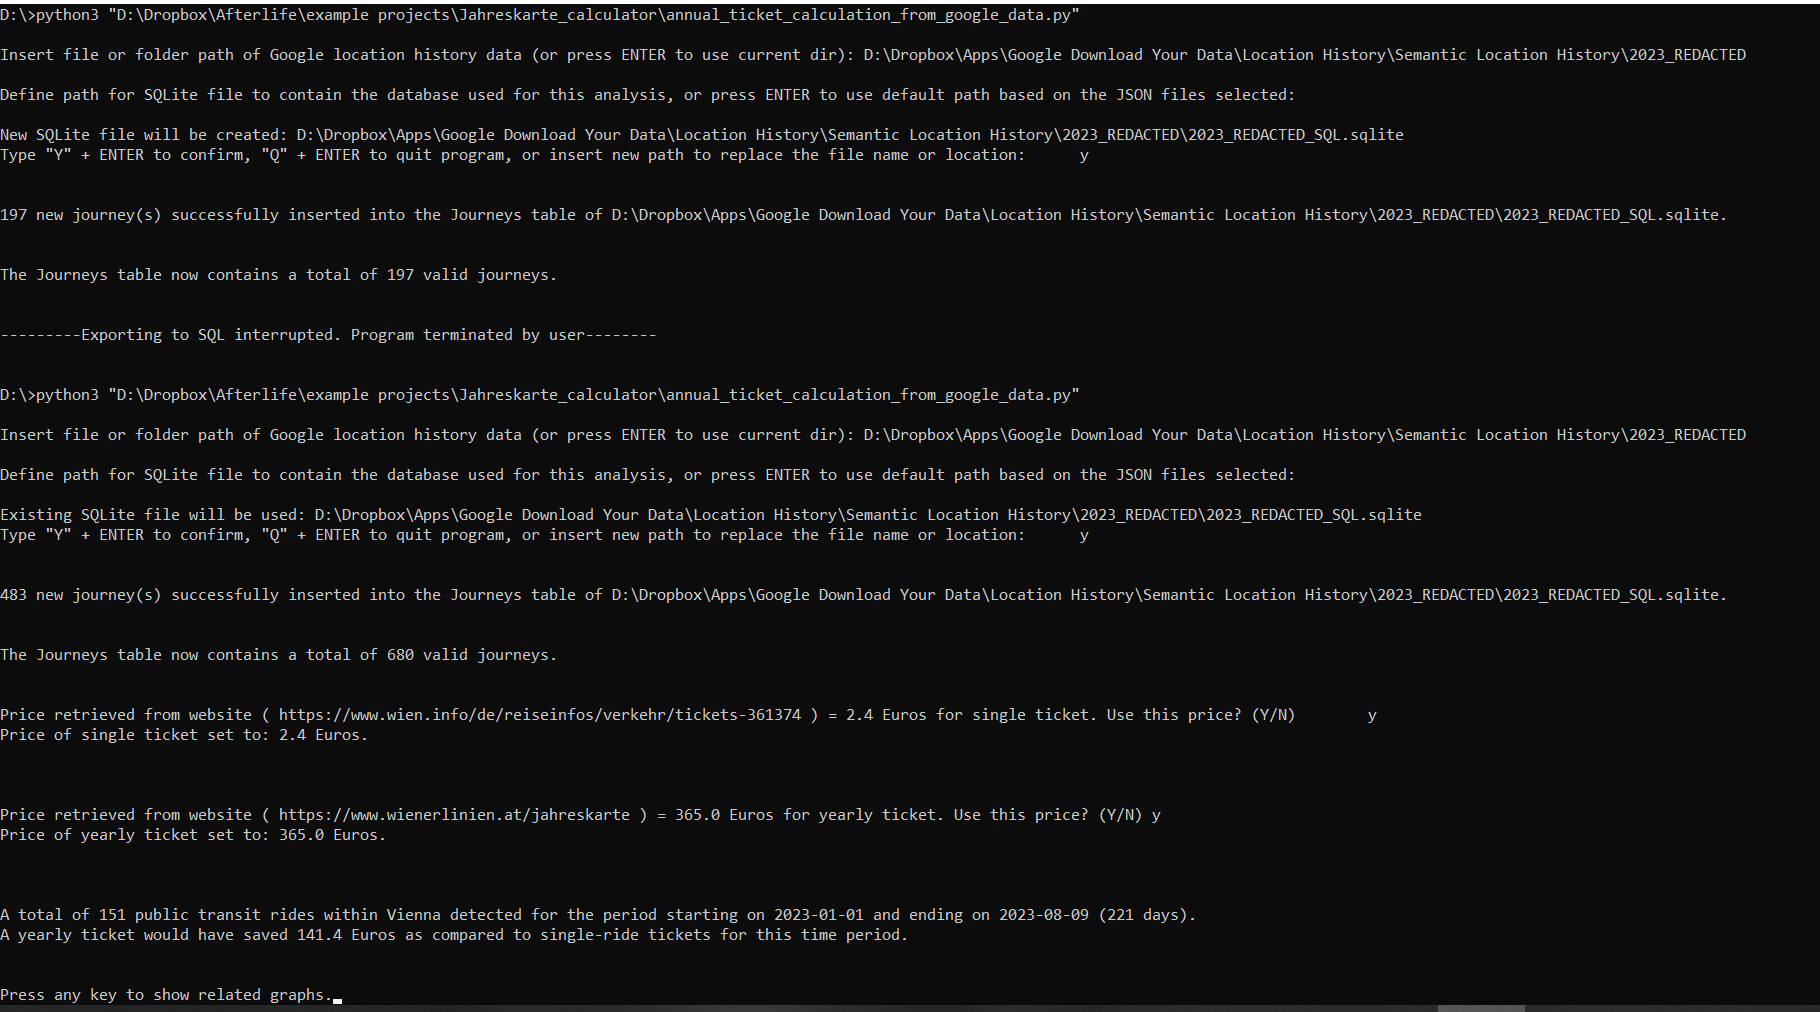 D:\>python3 "D:\Dropbox\Afterlife\example projects\Jahreskarte_calculator\annual_ticket_calculation_from_google_data.py"
Insert file or folder path of Google location history data (or press ENTER to use current dir): D:\Dropbox\Apps\Google Download Your Data\Location History\Semantic Location History\2023_REDACTED
Define path for SQLite file to contain the database used for this analysis, or press ENTER to use default path based on the JSON files selected:
New SQLite file will be created: D:\Dropbox\Apps\Google Download Your Data\Location History\Semantic Location History\2023_REDACTED\2023_REDACTED_SQL.sqlite
Type "Y" + ENTER to confirm, "Q" + ENTER to quit program, or insert new path to replace the file name or location:      y
197 new journey(s) successfully inserted into the Journeys table of D:\Dropbox\Apps\Google Download Your Data\Location History\Semantic Location History\2023_REDACTED\2023_REDACTED_SQL.sqlite.
The Journeys table now contains a total of 197 valid journeys.
---------Exporting to SQL interrupted. Program terminated by user--------
D:\>python3 "D:\Dropbox\Afterlife\example projects\Jahreskarte_calculator\annual_ticket_calculation_from_google_data.py"
Insert file or folder path of Google location history data (or press ENTER to use current dir): D:\Dropbox\Apps\Google Download Your Data\Location History\Semantic Location History\2023_REDACTED
Define path for SQLite file to contain the database used for this analysis, or press ENTER to use default path based on the JSON files selected:
Existing SQLite file will be used: D:\Dropbox\Apps\Google Download Your Data\Location History\Semantic Location History\2023_REDACTED\2023_REDACTED_SQL.sqlite
Type "Y" + ENTER to confirm, "Q" + ENTER to quit program, or insert new path to replace the file name or location:      y
483 new journey(s) successfully inserted into the Journeys table of D:\Dropbox\Apps\Google Download Your Data\Location History\Semantic Location History\2023_REDACTED\2023_REDACTED_SQL.sqlite.
The Journeys table now contains a total of 680 valid journeys.
Price retrieved from website ( https://www.wien.info/de/reiseinfos/verkehr/tickets-361374 ) = 2.4 Euros for single ticket. Use this price? (Y/N)        y
Price of single ticket set to: 2.4 Euros.
Price retrieved from website ( https://www.wienerlinien.at/jahreskarte ) = 365.0 Euros for yearly ticket. Use this price? (Y/N) y
Price of yearly ticket set to: 365.0 Euros.
A total of 151 public transit rides within Vienna detected for the period starting on 2023-01-01 and ending on 2023-08-09 (221 days).
A yearly ticket would have saved 141.4 Euros as compared to single-ride tickets for this time period.
Press any key to show related graphs.